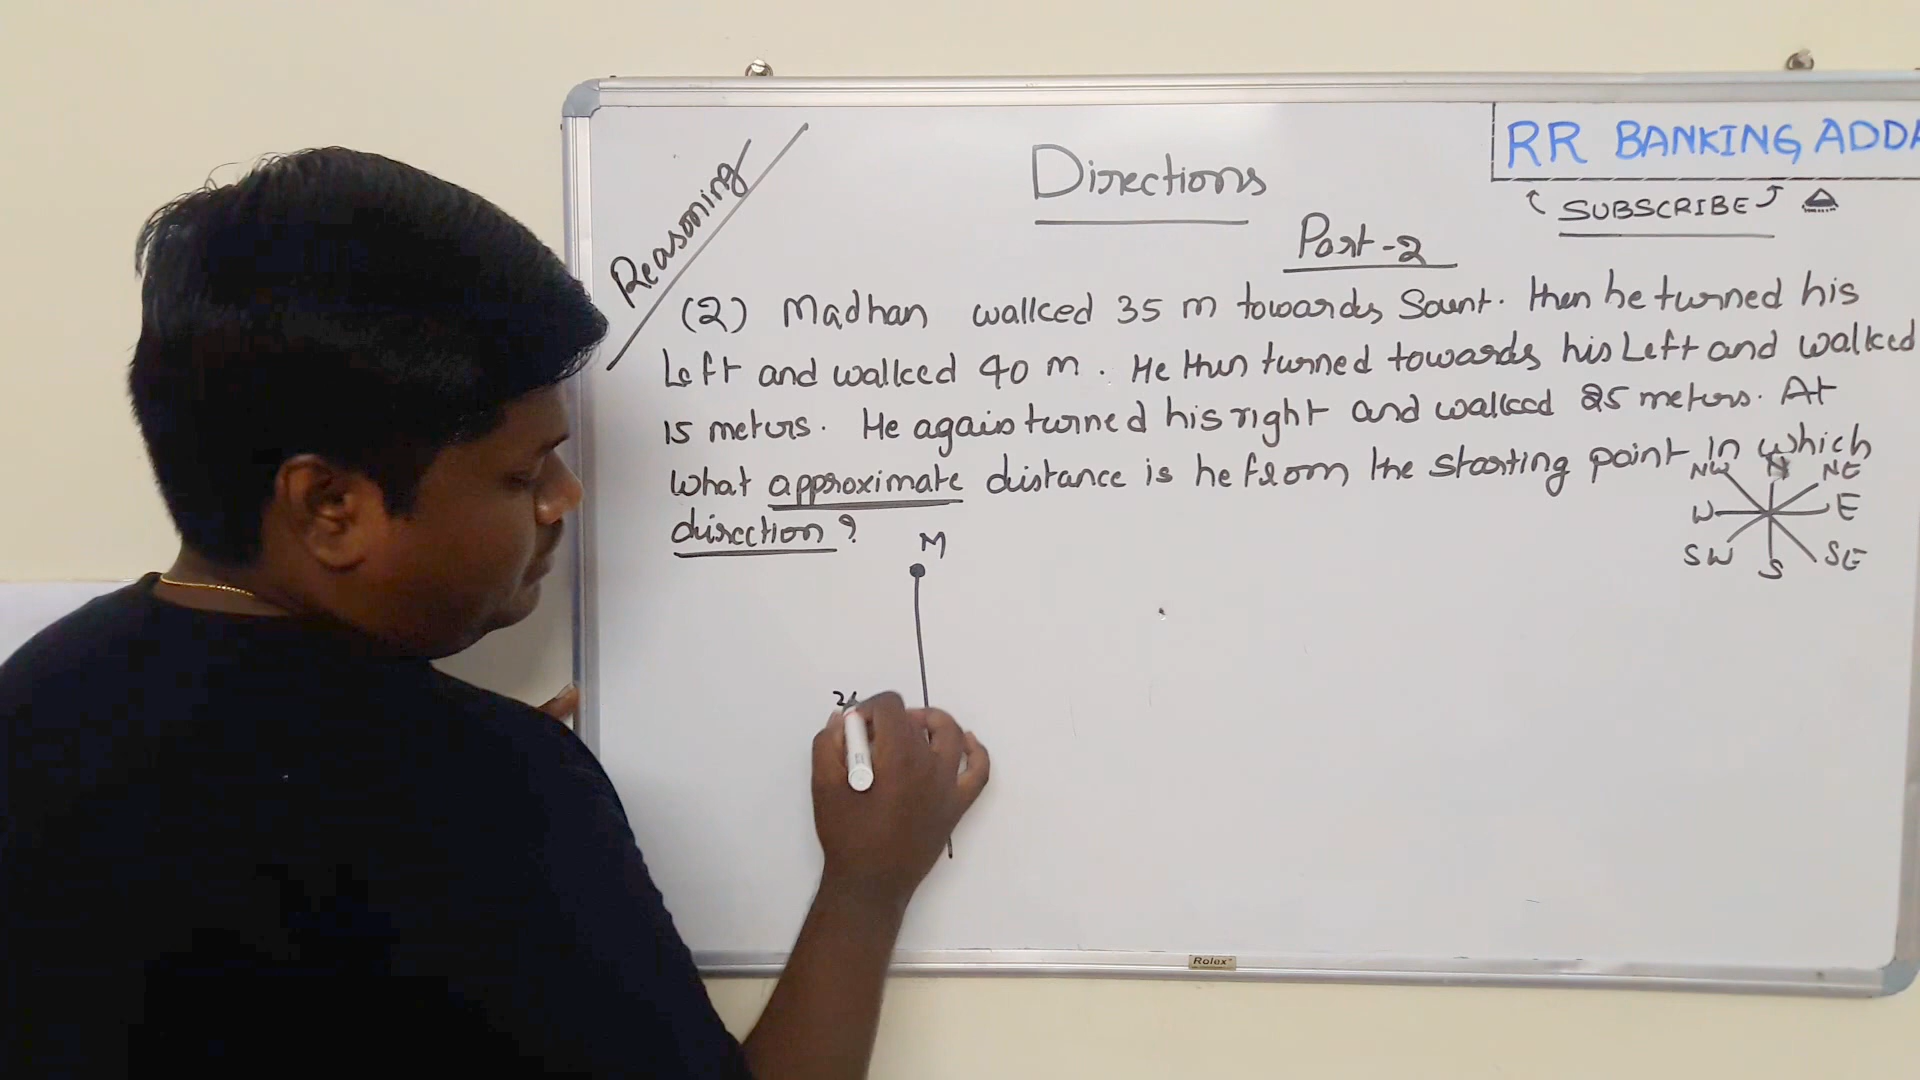 Reasoning
Directions
RR BANKING ADDA
SUBSCRIBE
Part-2
(2) Madhan walked 35 m towards Sount. then he turned his
Left and walked 40 m. He then turned towards his Left and walked
15 meters. He again turned his right and walked 25 meters. At
What approximate distance is he from the starting point in which
direction?
NW N NE
W E
SW S SE
M
Rolex